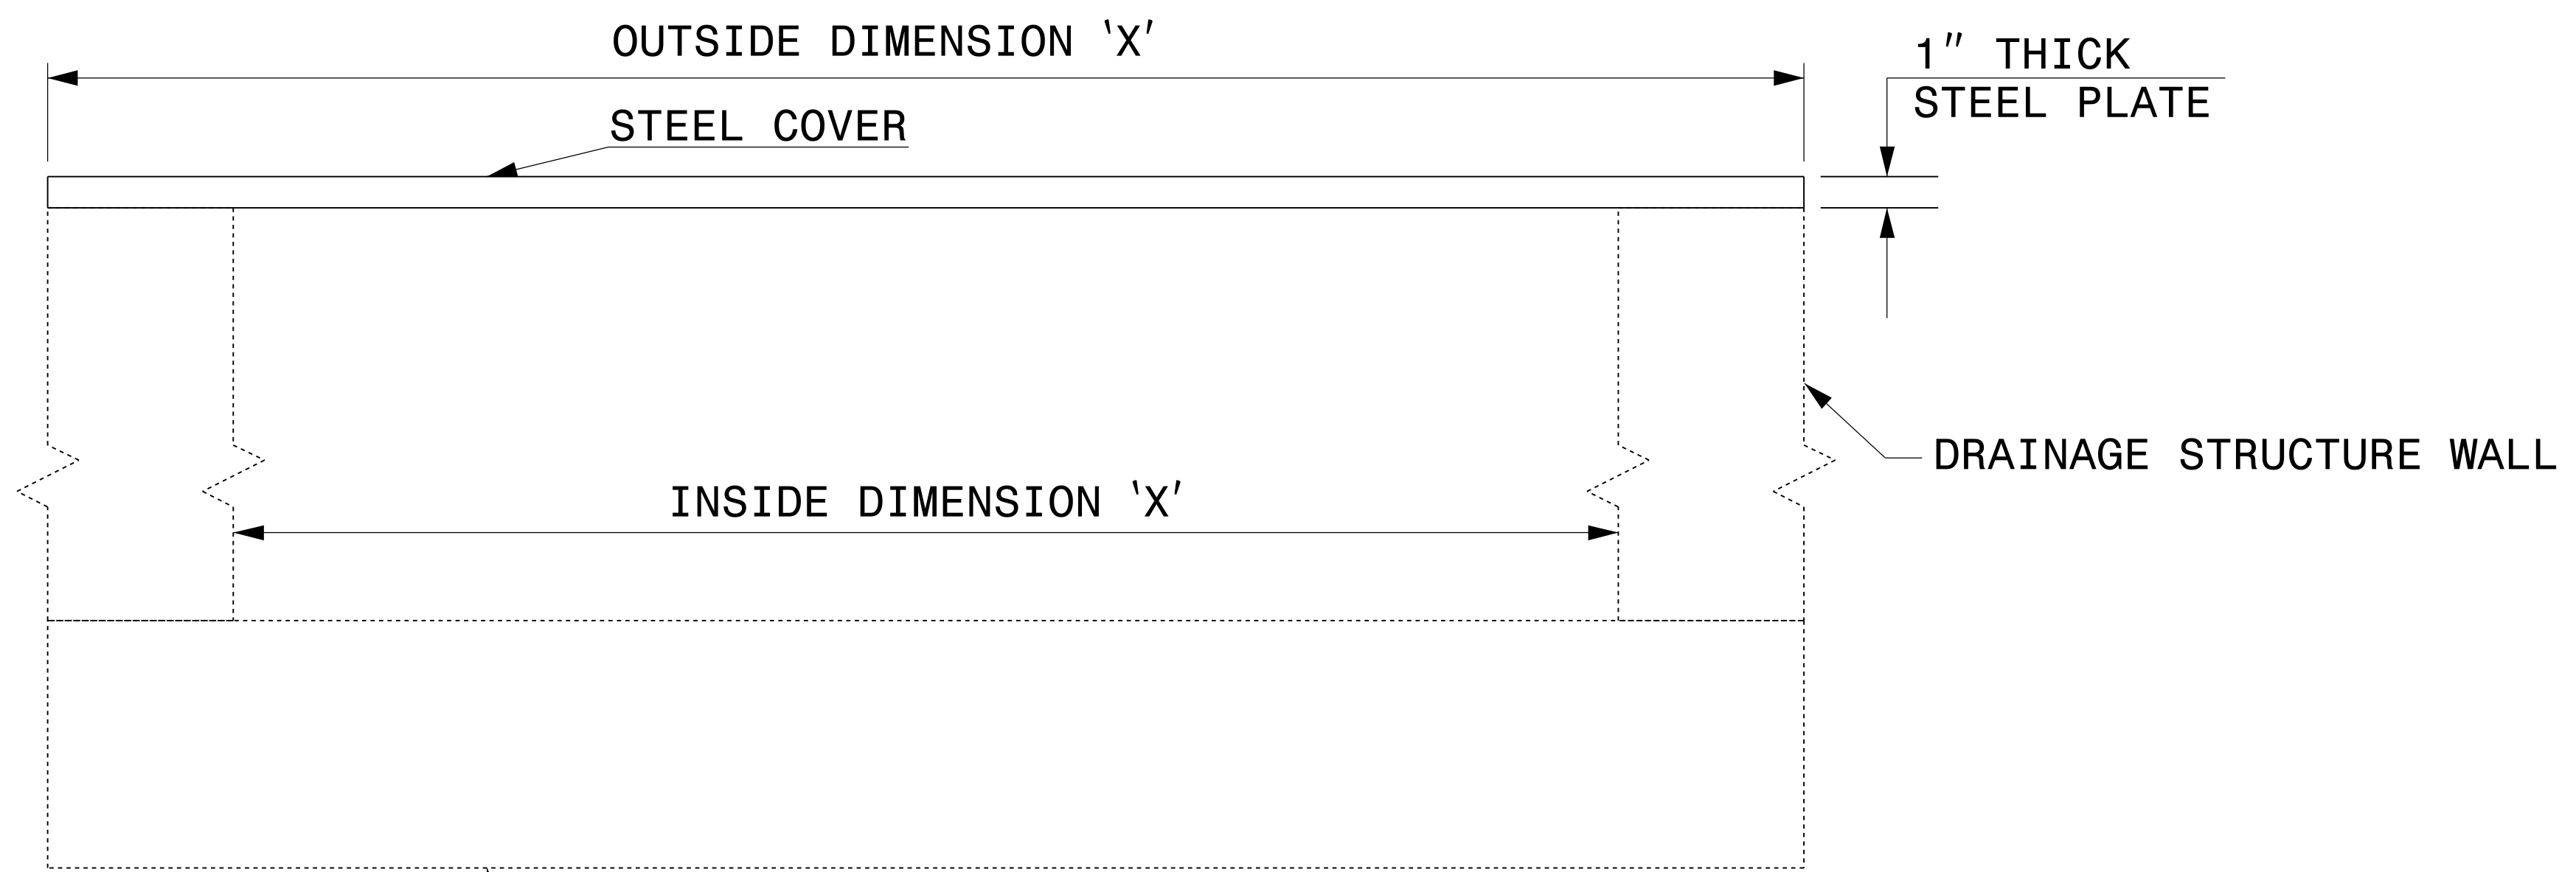 OUTSIDE DIMENSION ‘X’
1” THICK
STEEL PLATE
STEEL COVER
DRAINAGE STRUCTURE WALL
INSIDE DIMENSION ‘X’